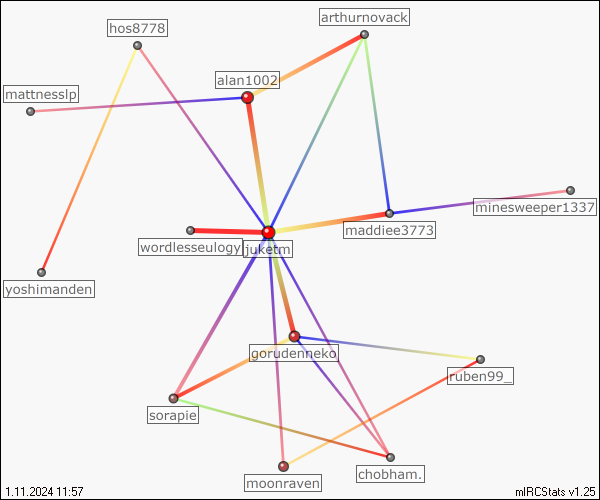 arthurnovack
hos8778
alan1002
mattnesslp
minesweeper1337
maddiee3773
wordlesseulogy
juketm
yoshimanden
gorudenneko
ruben99_
sorapie
chobham.
moonraven
1.11.2024 11:57
mIRCStats v1.25